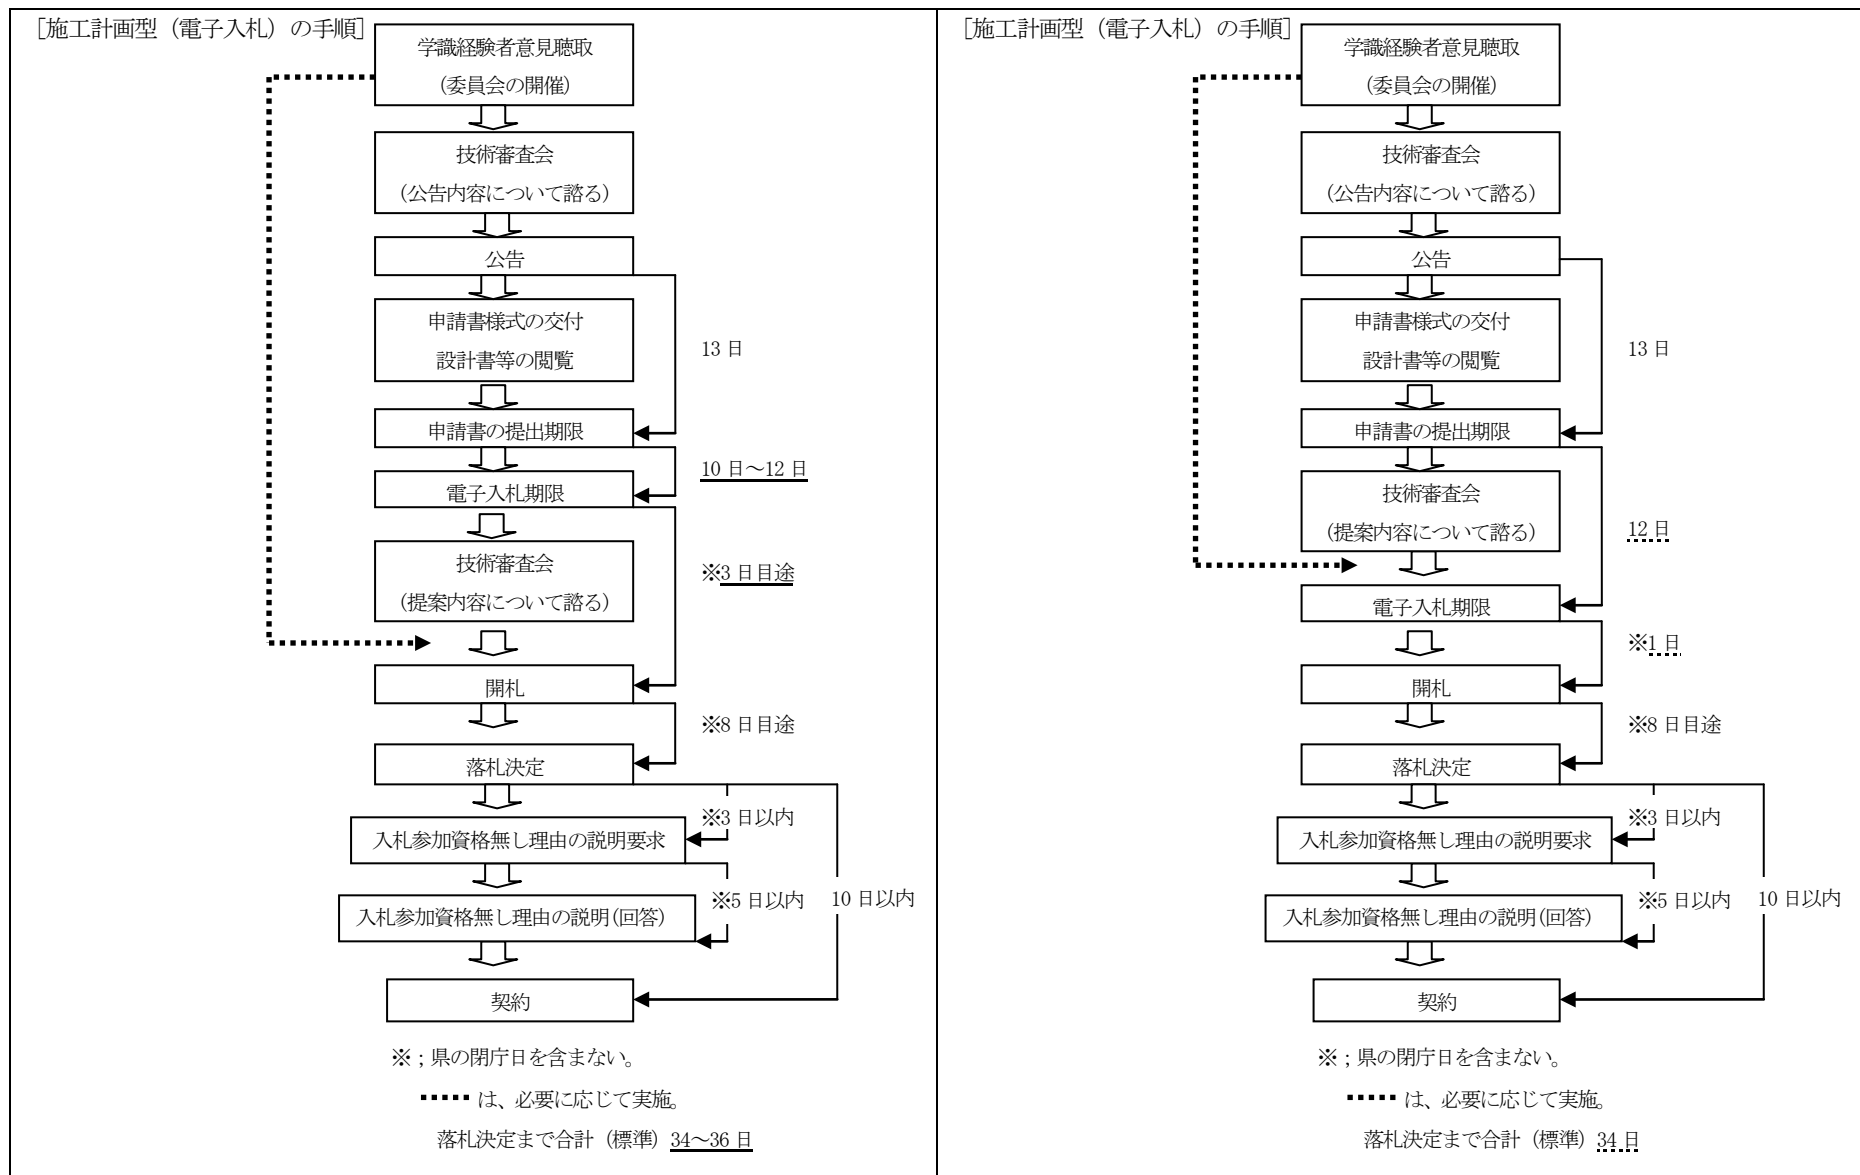 ［施工計画型（電子入札）の手順］
学識経験者意見聴取
（委員会の開催）
技術審査会
（公告内容について諮る）
公告
申請書様式の交付
設計書等の閲覧
13 日
申請書の提出期限
10 日～12 日
電子入札期限
技術審査会
（提案内容について諮る）
※3 日目途
開札
※8 日目途
落札決定
※3 日以内
入札参加資格無し理由の説明要求
※5 日以内
10 日以内
入札参加資格無し理由の説明（回答）
契約
※；県の閉庁日を含まない。
は、必要に応じて実施。
落札決定まで合計（標準）34～36 日
［施工計画型（電子入札）の手順］
学識経験者意見聴取
（委員会の開催）
技術審査会
（公告内容について諮る）
公告
申請書様式の交付
設計書等の閲覧
13 日
申請書の提出期限
技術審査会
（提案内容について諮る）
12 日
電子入札期限
※1 日
開札
※8 日目途
落札決定
※3 日以内
入札参加資格無し理由の説明要求
※5 日以内
10 日以内
入札参加資格無し理由の説明（回答）
契約
※；県の閉庁日を含まない。
は、必要に応じて実施。
落札決定まで合計（標準）34 日